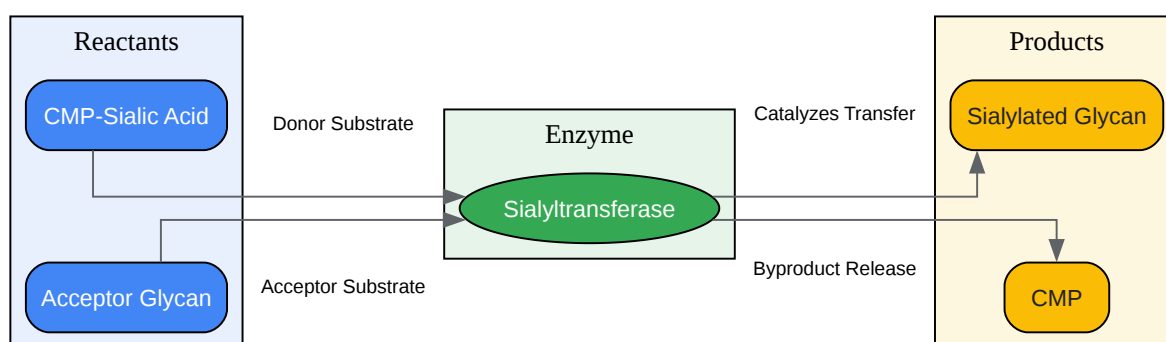 Reactants
CMP-Sialic Acid
Acceptor Glycan
Donor Substrate
Acceptor Substrate
Enzyme
Sialyltransferase
Catalyzes Transfer
Byproduct Release
Products
Sialylated Glycan
CMP